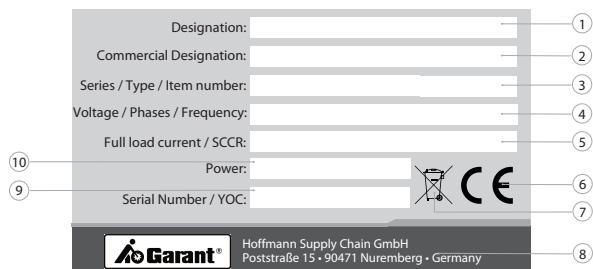 Designation: 1
Commercial Designation: 2
Series / Type / Item number: 3
Voltage / Phases / Frequency: 4
Full load current / SCCR: 5
10 Power:
CE 6
9 Serial Number / YOC:
7
Garant®
Hoffmann Supply Chain GmbH
Poststraße 15 • 90471 Nuremberg • Germany 8